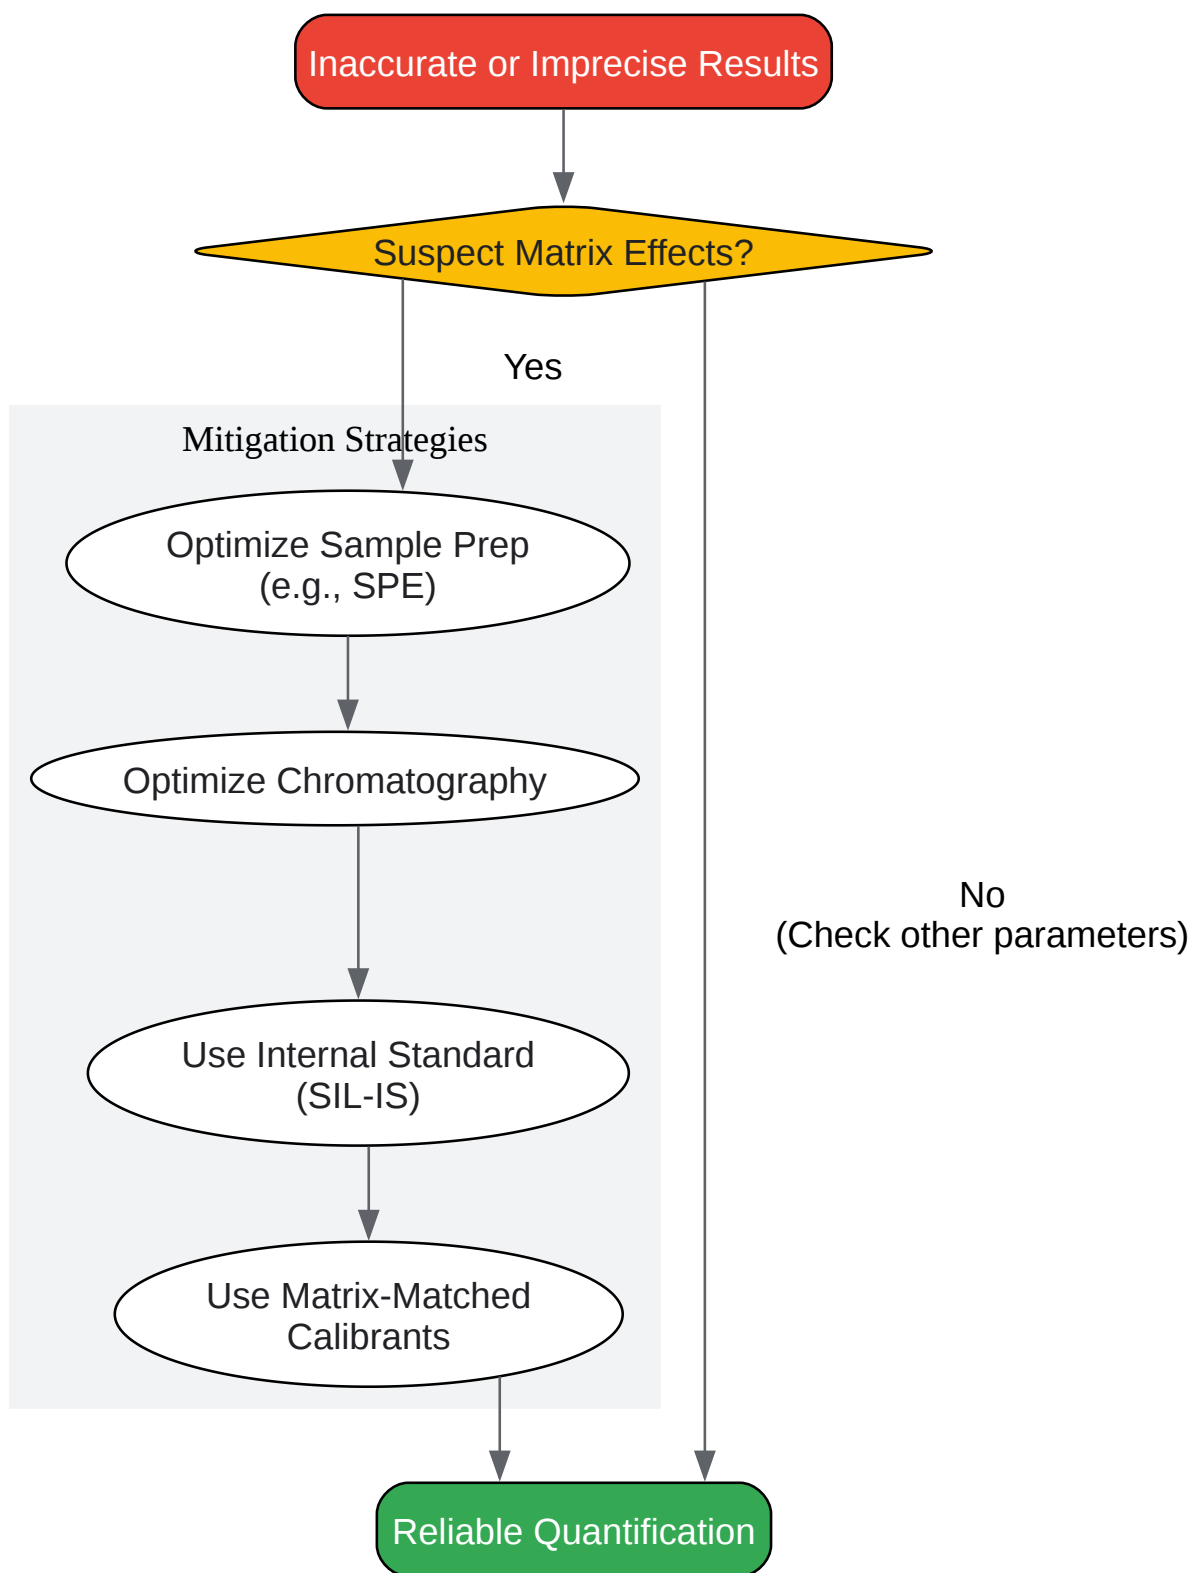 Inaccurate or Imprecise Results
Suspect Matrix Effects?
Yes
Mitigation Strategies
Optimize Sample Prep
(e.g., SPE)
Optimize Chromatography
No
(Check other parameters)
Use Internal Standard
(SIL-IS)
Use Matrix-Matched
Calibrants
Reliable Quantification